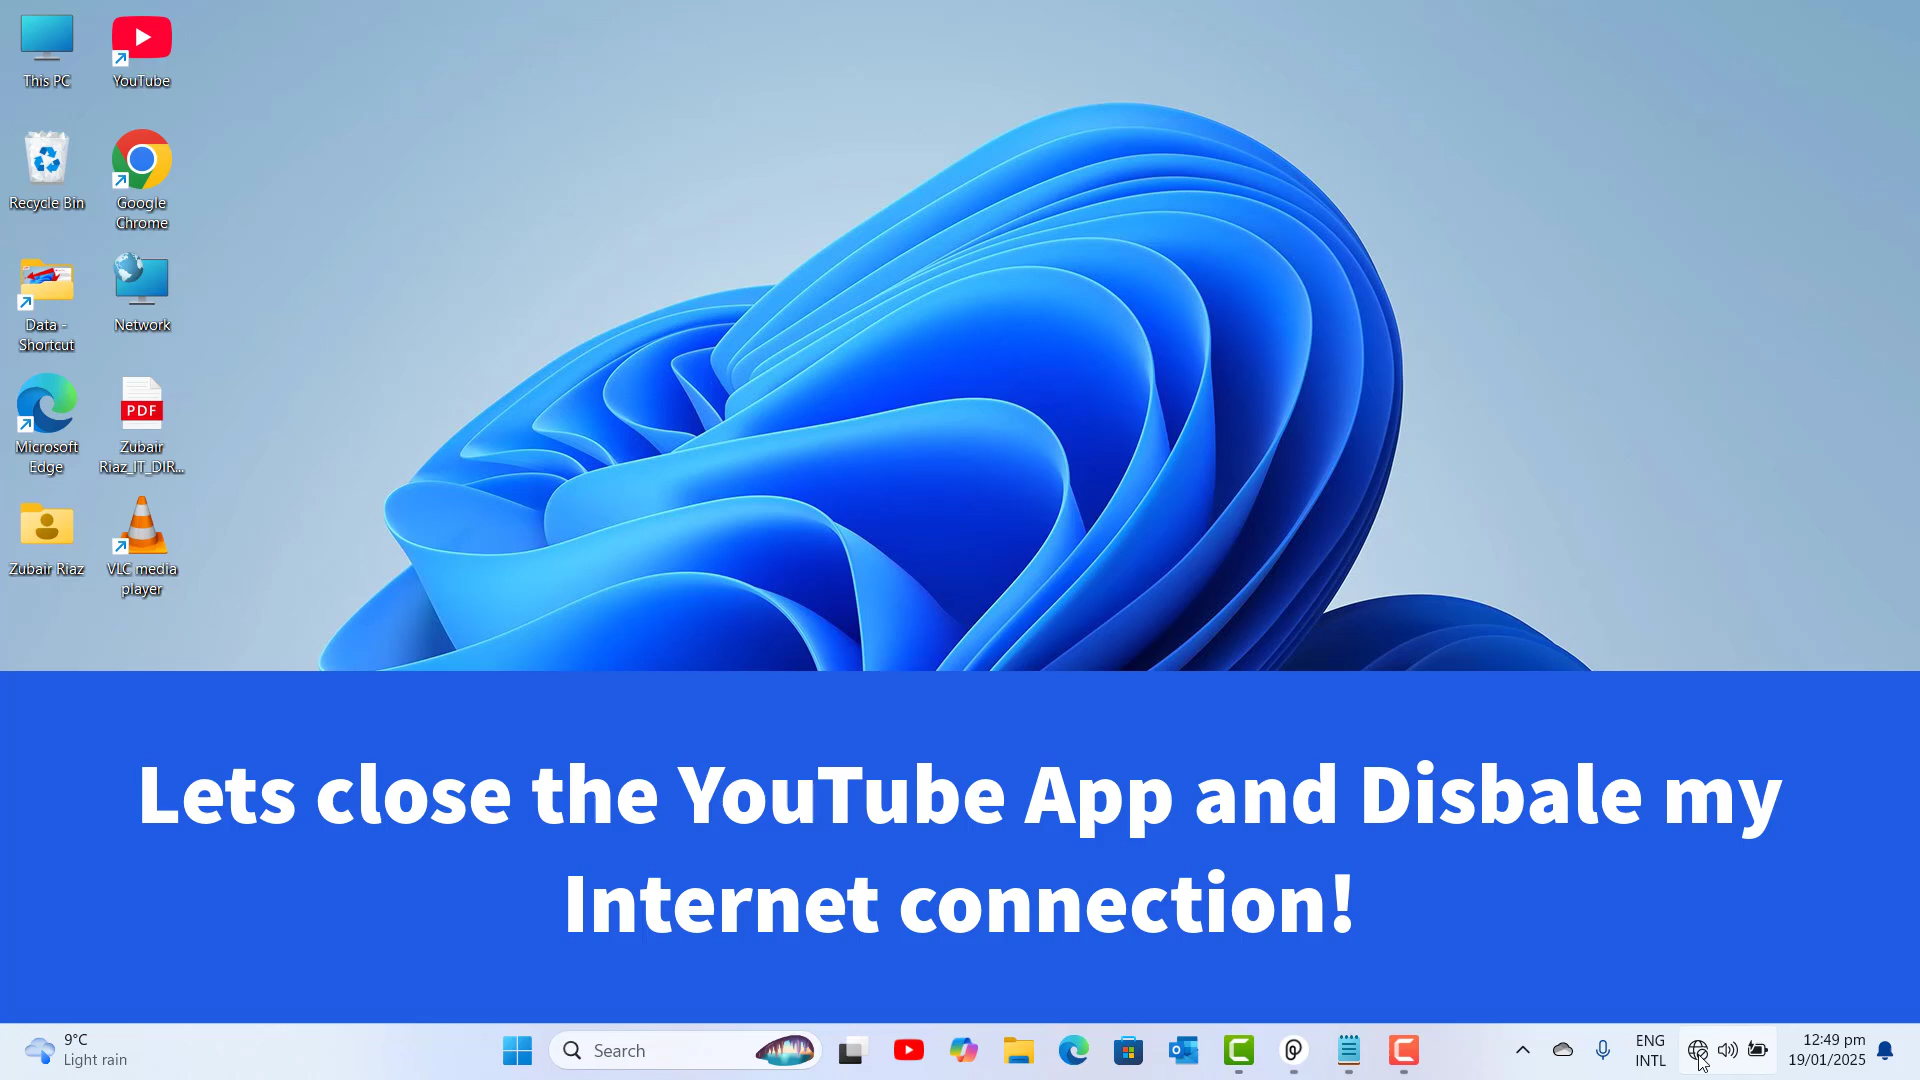 This PC
YouTube
Recycle Bin
Google
Chrome
Data -
Shortcut
Network
Microsoft
Edge
PDF
Zubair
Riaz_IT_DIR...
Zubair Riaz
VLC media
player
Lets close the YouTube App and Disbale my
Internet connection!
9°C
Light rain
Search
ENG
INTL
12:49 pm
19/01/2025